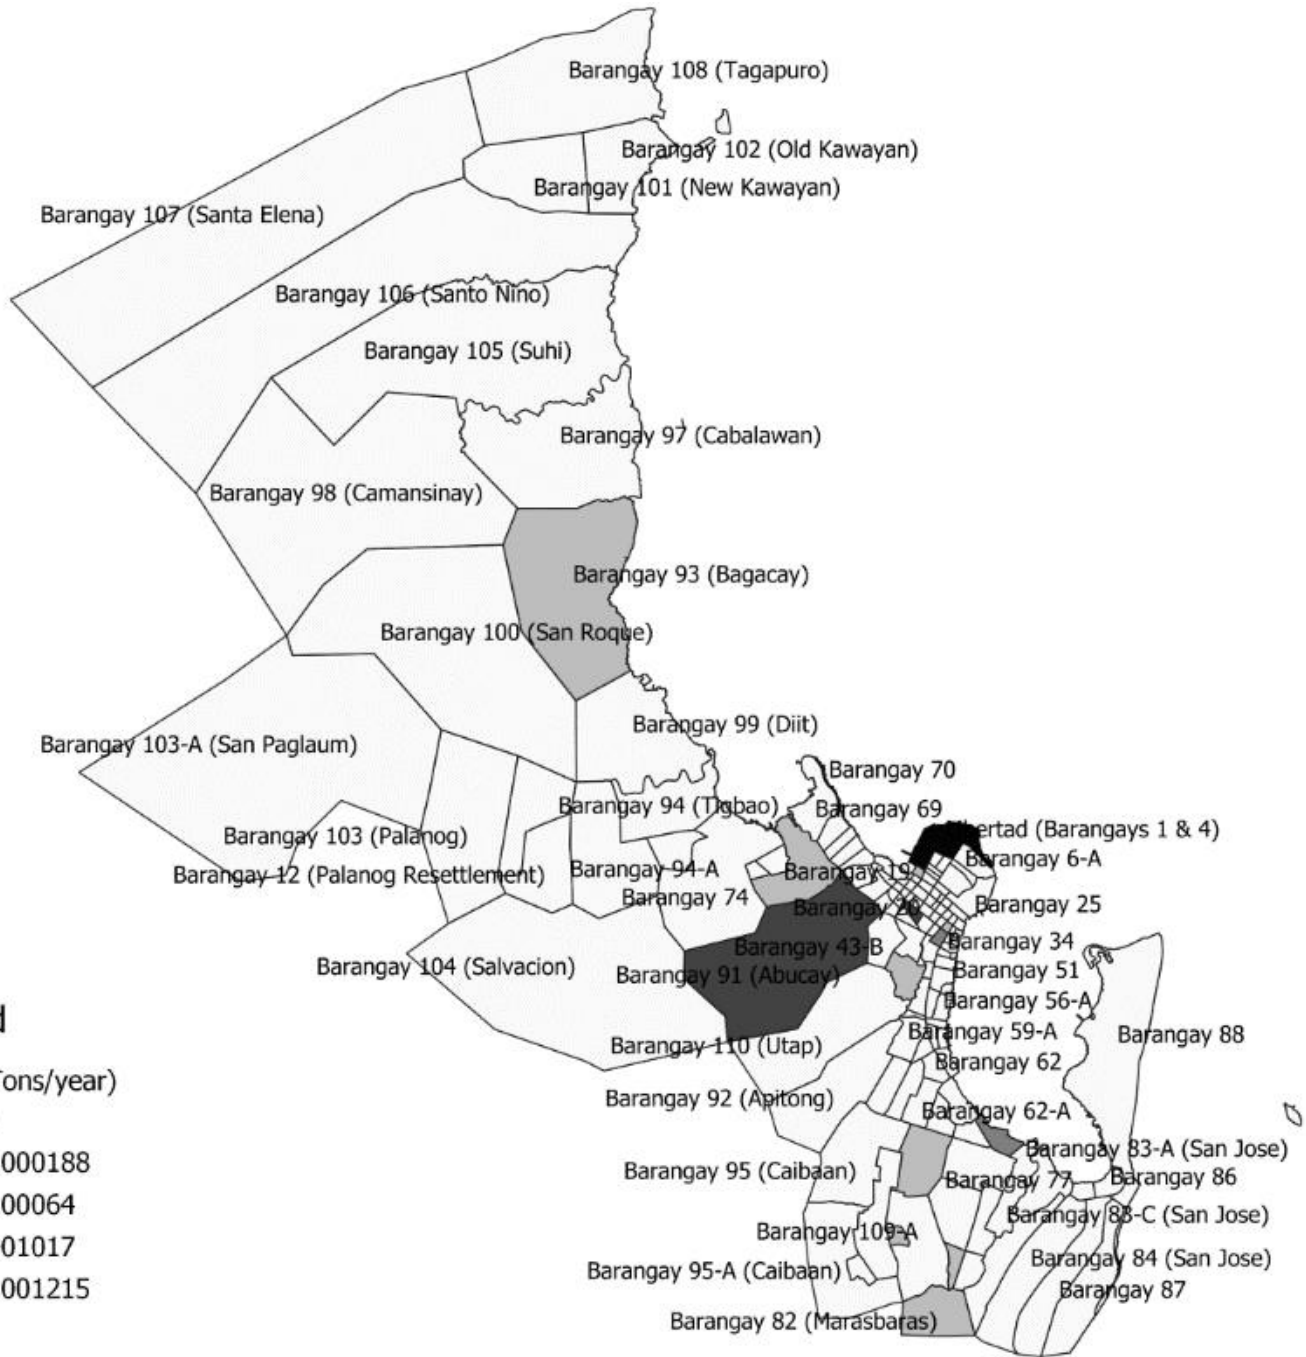 Barangay 108 (Tagapuro)
Barangay 102 (Old Kawayan)
Barangay 101 (New Kawayan)
Barangay 107 (Santa Elena)
Barangay 106 (Santo Nino)
Barangay 105 (Suhi)
Barangay 97 (Cabalawan)
Barangay 98 (Camansinay)
Barangay 93 (Bagacay)
Barangay 100 (San Roque)
Barangay 99 (Diit)
Barangay 103-A (San Paglaum)
Barangay 70
Barangay 94 (Tigbao)
Barangay 69
(Barangays 1 & 4)
Barangay 103 (Palanog)
Barangay 6-A
Barangay 94-A
Barangay 19
Barangay 12 (Palanog Resettlement)
Barangay 74
Barangay 25
Barangay 43-B
Barangay 34
Barangay 104 (Salvacion)
Barangay 91 (Abucay)
Barangay 51
Barangay 56-A
Barangay 59-A
Barangay 88
Barangay 110 (Utap)
Barangay 62
ons/year)
Barangay 92 (Apitong)
Barangay 62-A
Barangay 83-A (San Jose)
000188
Barangay 95 (Caibaan)
Barangay 77
Barangay 86
00064
Barangay 83-C (San Jose)
Barangay 109-A
01017
Barangay 84 (San Jose)
Barangay 95-A (Caibaan)
001215
Barangay 87
Barangay 82 (Marasbaras)